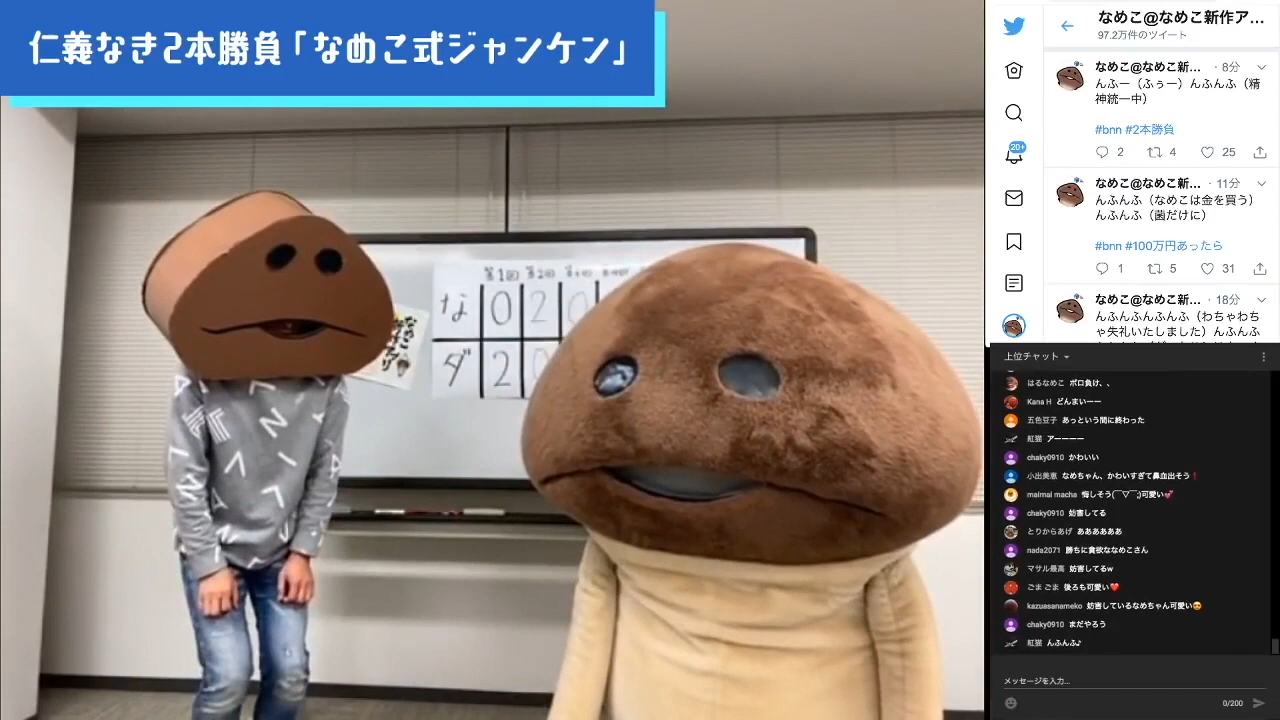 仁義なき2本勝負「なめこ式ジャンケン」
第1回 第2回
な 0 2 0
ダ 2 0
なめこ@なめこ新作ア...
97.2万件のツイート
なめこ@なめこ新... · 8分
んふー（ふぅー）んふんふ（精
神統一中）
#bnn #2本勝負
2 4 25
なめこ@なめこ新... · 11分
んふんふ（なめこは金を買う）
んふんふ（菌だけに）
#bnn #100万円あったら
1 5 31
なめこ@なめこ新... · 18分
んふんふんふんふ（わちゃわち
ゃ失礼いたしました）んふんふ
20+
上位チャット
はるなめこ ボロ負け、、
Kana H どんまいーー
五色豆子 あっという間に終わった
紅猫 アーーーー
chaky0910 かわいい
小出美恵 なめちゃん、かわいすぎて鼻血出そう❗
maimai macha 悔しそう(￣▽￣;)可愛い💞
chaky0910 妨害してる
とりからあげ ああああああ
nada2071 勝ちに貪欲ななめこさん
マサル最高 妨害してるw
ごま ごま 後ろも可愛い❤️
kazuasanameko 妨害しているなめちゃん可愛い😍
chaky0910 まだやろう
紅猫 んふんふ♪
メッセージを入力...
0/200